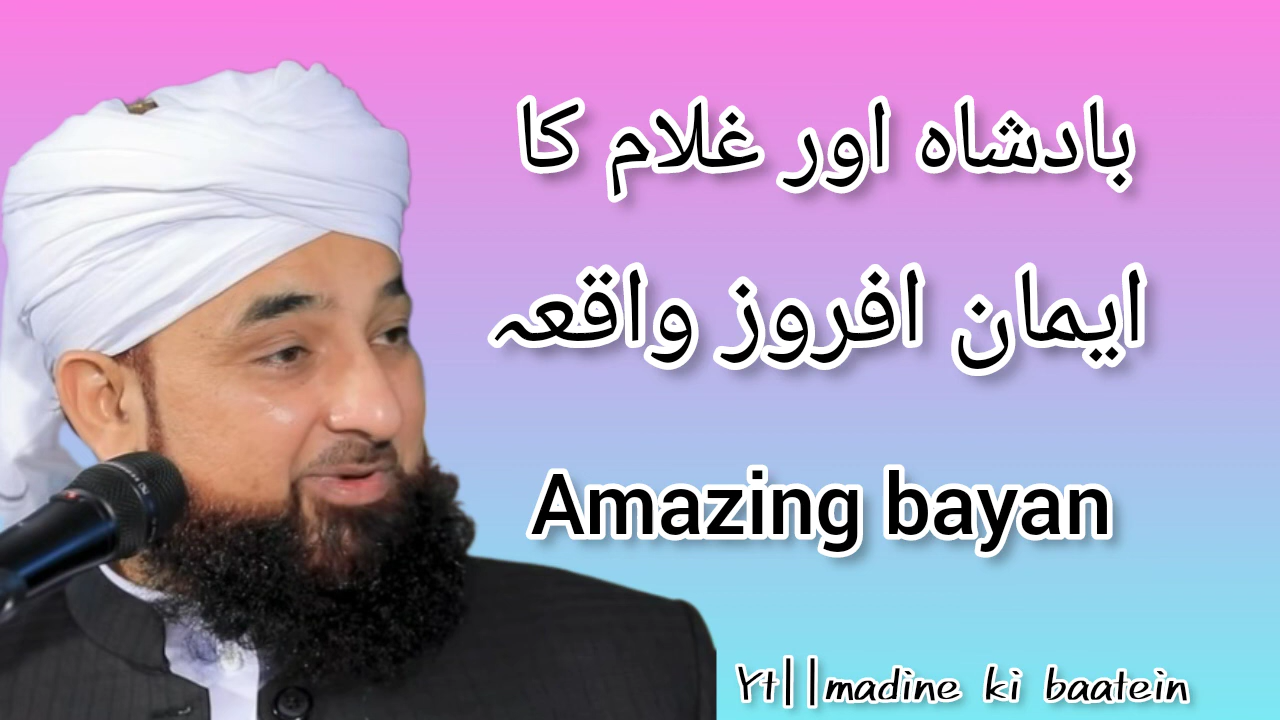 بادشاہ اور غلام کا
ایمان افروز واقعہ
Amazing bayan
Yt||madine ki baatein